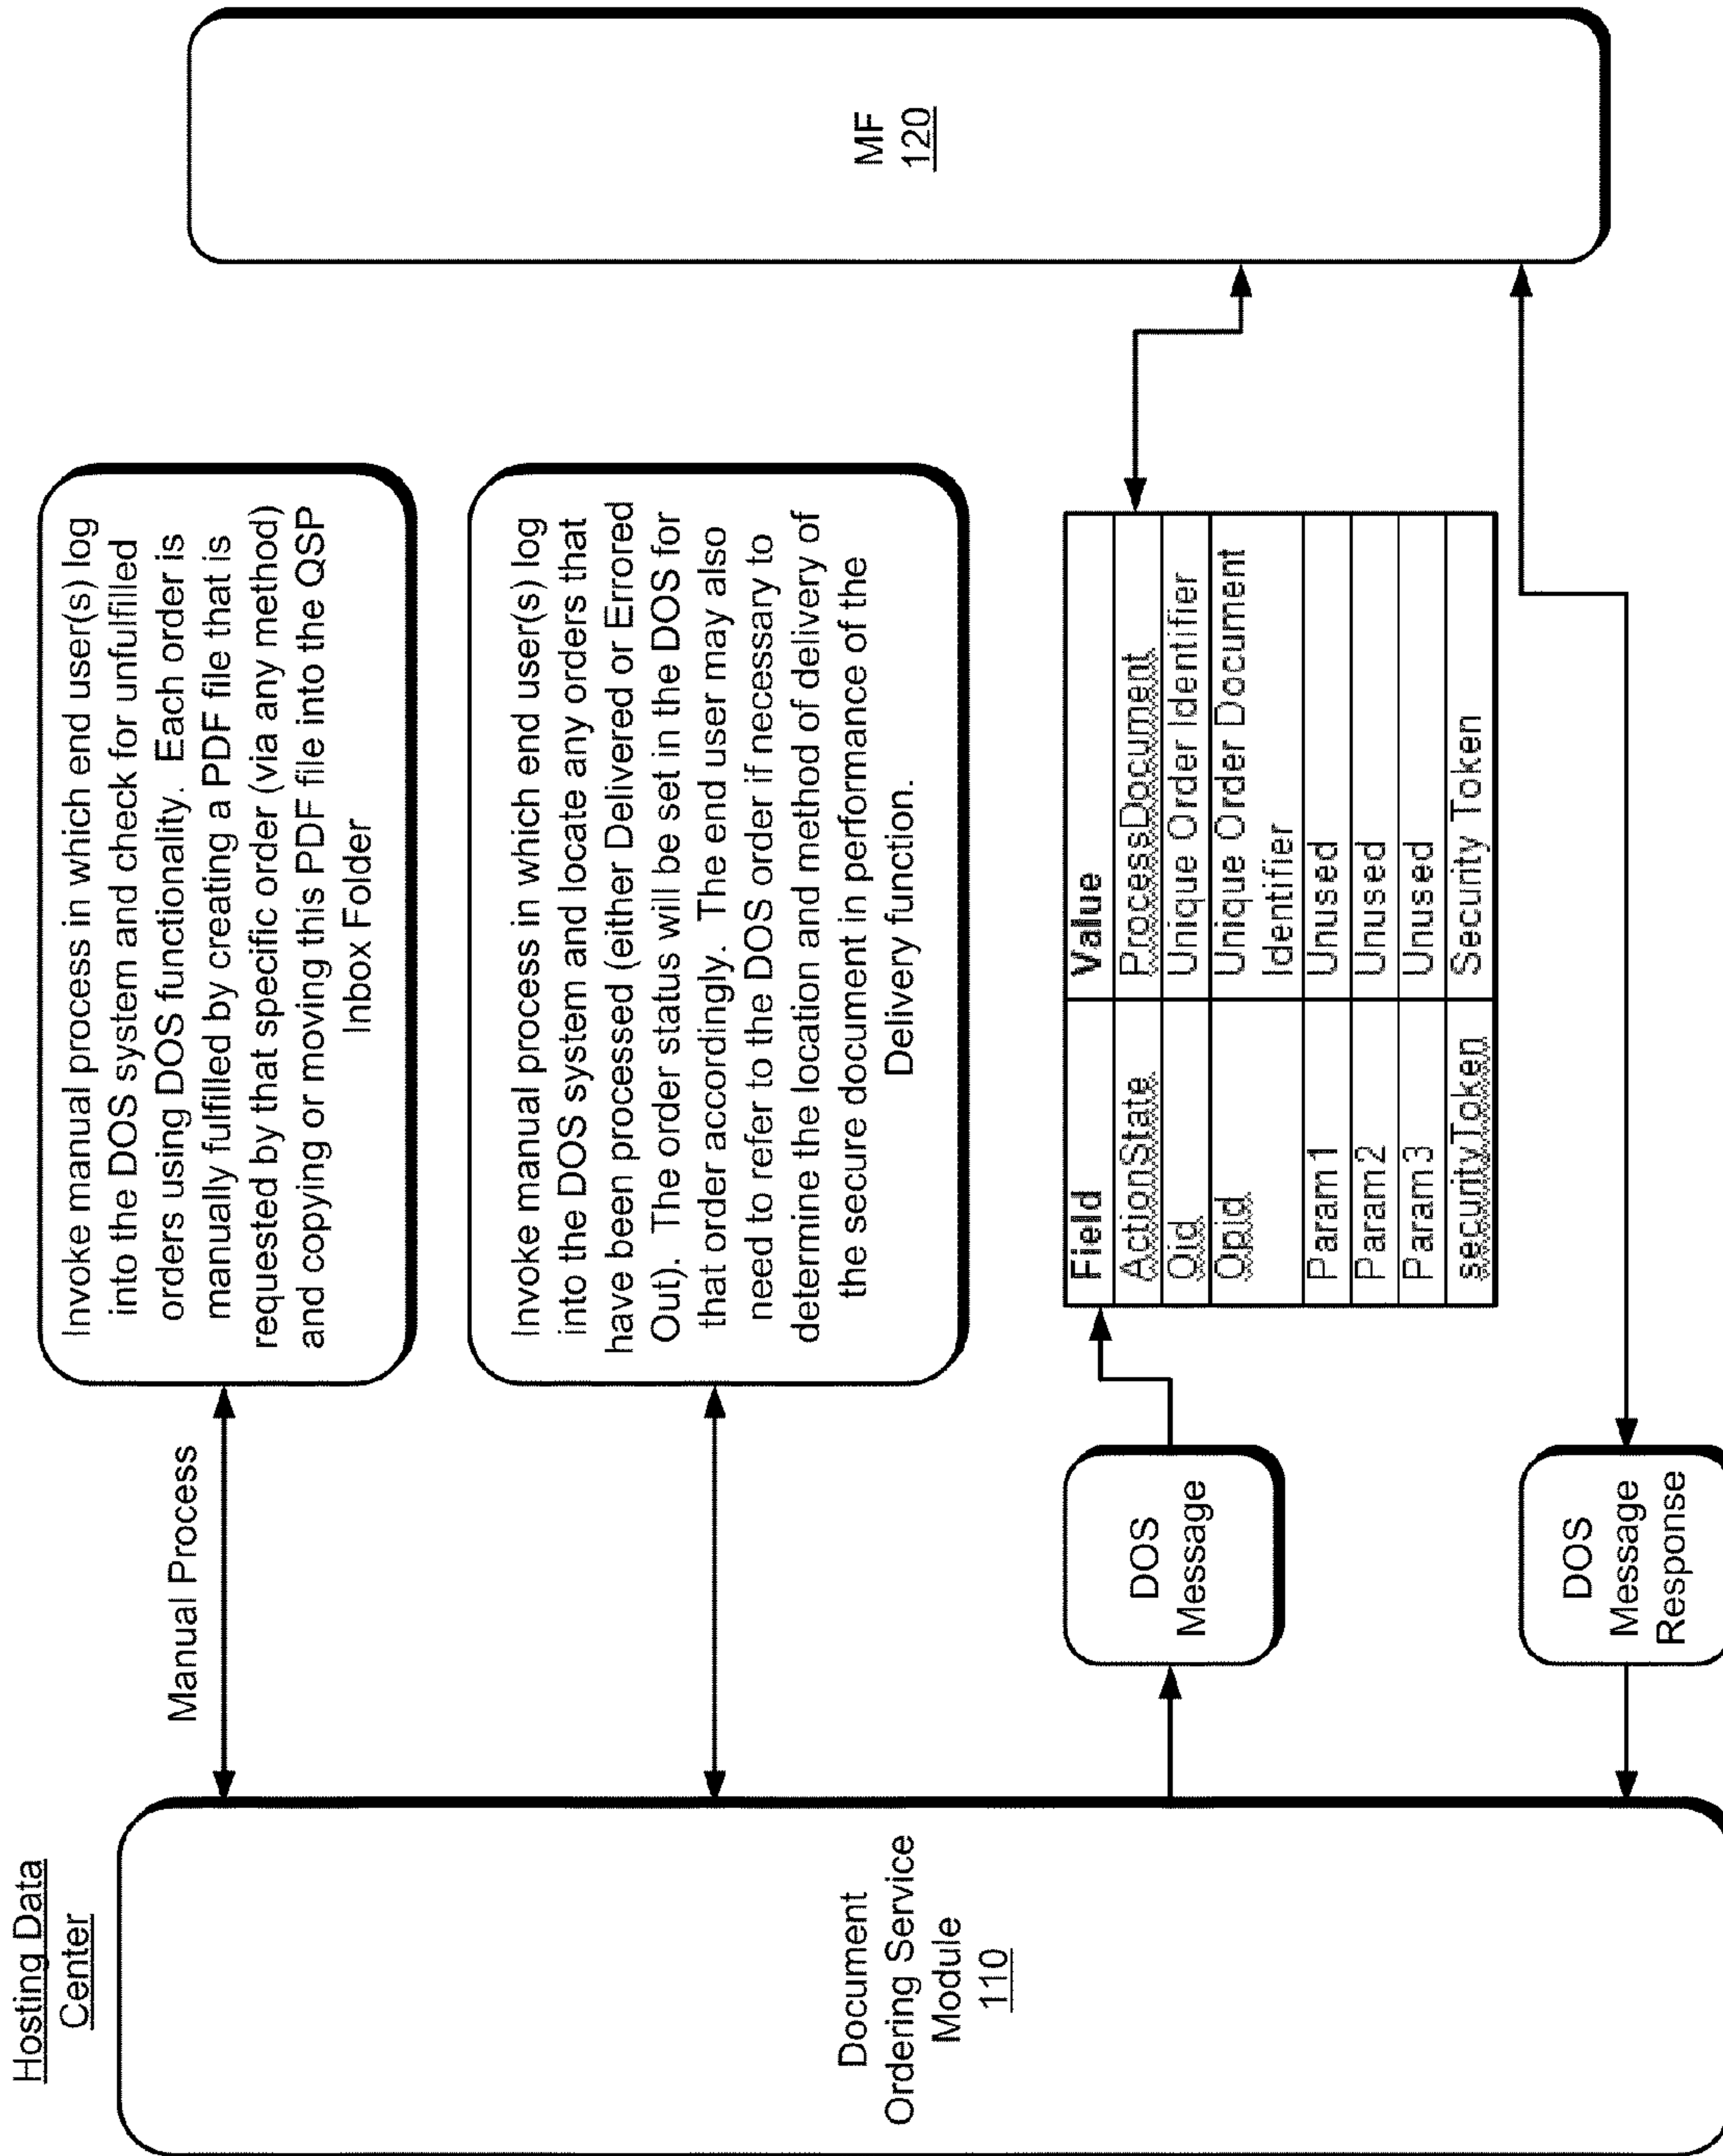 Hosting Data
Center
Document
Ordering Service
Module
110
Manual Process
Invoke manual process in which end user(s) log
into the DOS system and check for unfulfilled
orders using DOS functionality. Each order is
manually fulfilled by creating a PDF file that is
requested by that specific order (via any method)
and copying or moving this PDF file into the QSP
Inbox Folder
Invoke manual process in which end user(s) log
into the DOS system and locate any orders that
have been processed (either Delivered or Errored
Out). The order status will be set in the DOS for
that order accordingly. The end user may also
need to refer to the DOS order if necessary to
determine the location and method of delivery of
the secure document in performance of the
Delivery function.
DOS
Message
Field Value
ActionState ProcessDocument
Oid Unique Order Identifier
Opid Unique Order Document
Identifier
Param1 Unused
Param2 Unused
Param3 Unused
securityToken Security Token
DOS
Message
Response
MF
120